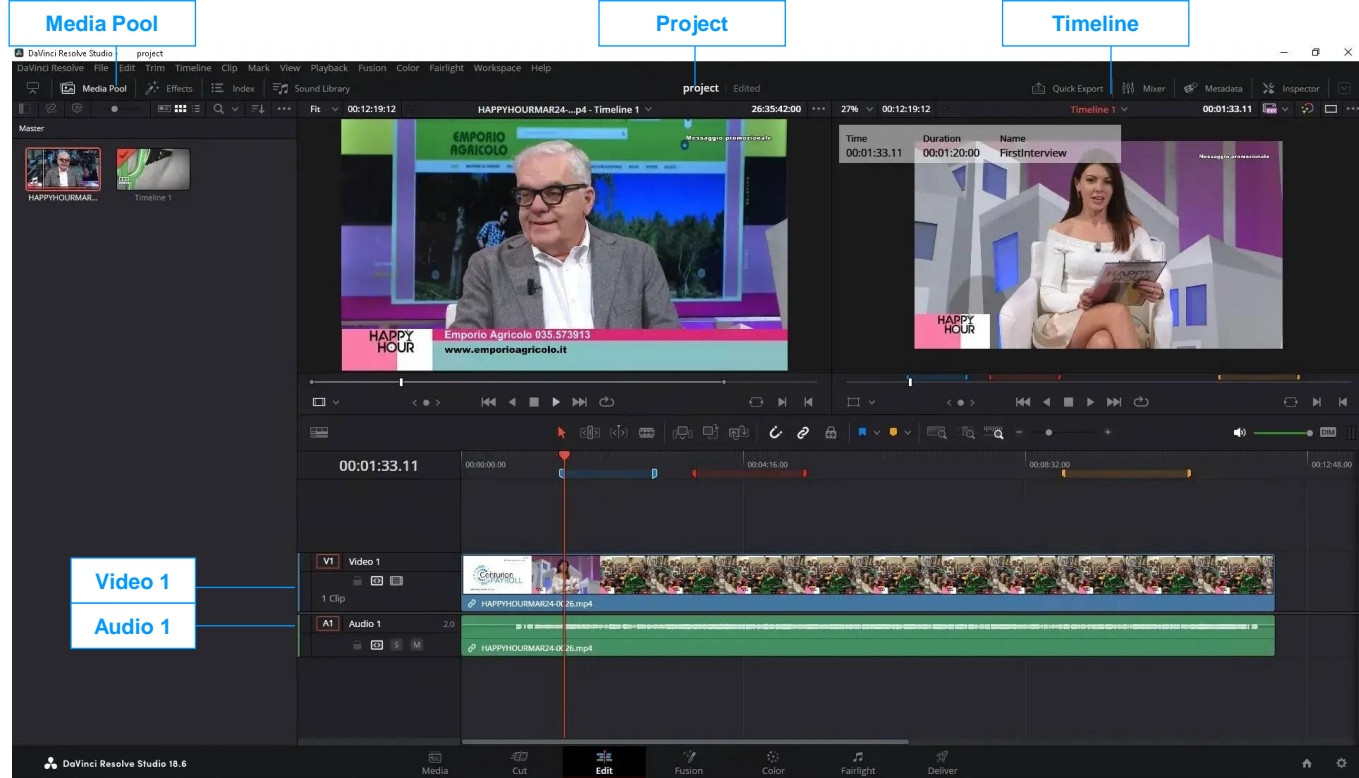 Media Pool
Project
Timeline
DaVinci Resolve Studio - project
DaVinci Resolve File Edit Trim Timeline Clip Mark View Playback Fusion Color Fairlight Workspace Help
Media Pool Effects Index Sound Library
project Edited
Quick Export Mixer Metadata Inspector
Fit 00:12:19:12 HAPPYHOURMAR24-...p4 - Timeline 1 26:35:42:00
27% 00:12:19:12 Timeline 1 00:01:33.11
Master
HAPPYHOURMAR...
Timeline 1
EMPORIO
AGRICOLO
Messaggio promozionale
HAPPY
HOUR
Emporio Agricolo 035.573913
www.emporioagricolo.it
Time Duration Name
00:01:33.11 00:01:20:00 FirstInterview
Messaggio promozionale
HAPPY
HAPPY
HOUR
DIM
00:01:33.11
00:00:00.00 00:04:16.00 00:08:32.00 00:12:48.00
Video 1
Audio 1
V1 Video 1
1 Clip
Centurion
PAYROLL
HAPPYHOURMAR24-0026.mp4
A1 Audio 1 2.0
S M
HAPPYHOURMAR24-0026.mp4
DaVinci Resolve Studio 18.6
Media Cut Edit Fusion Color Fairlight Deliver